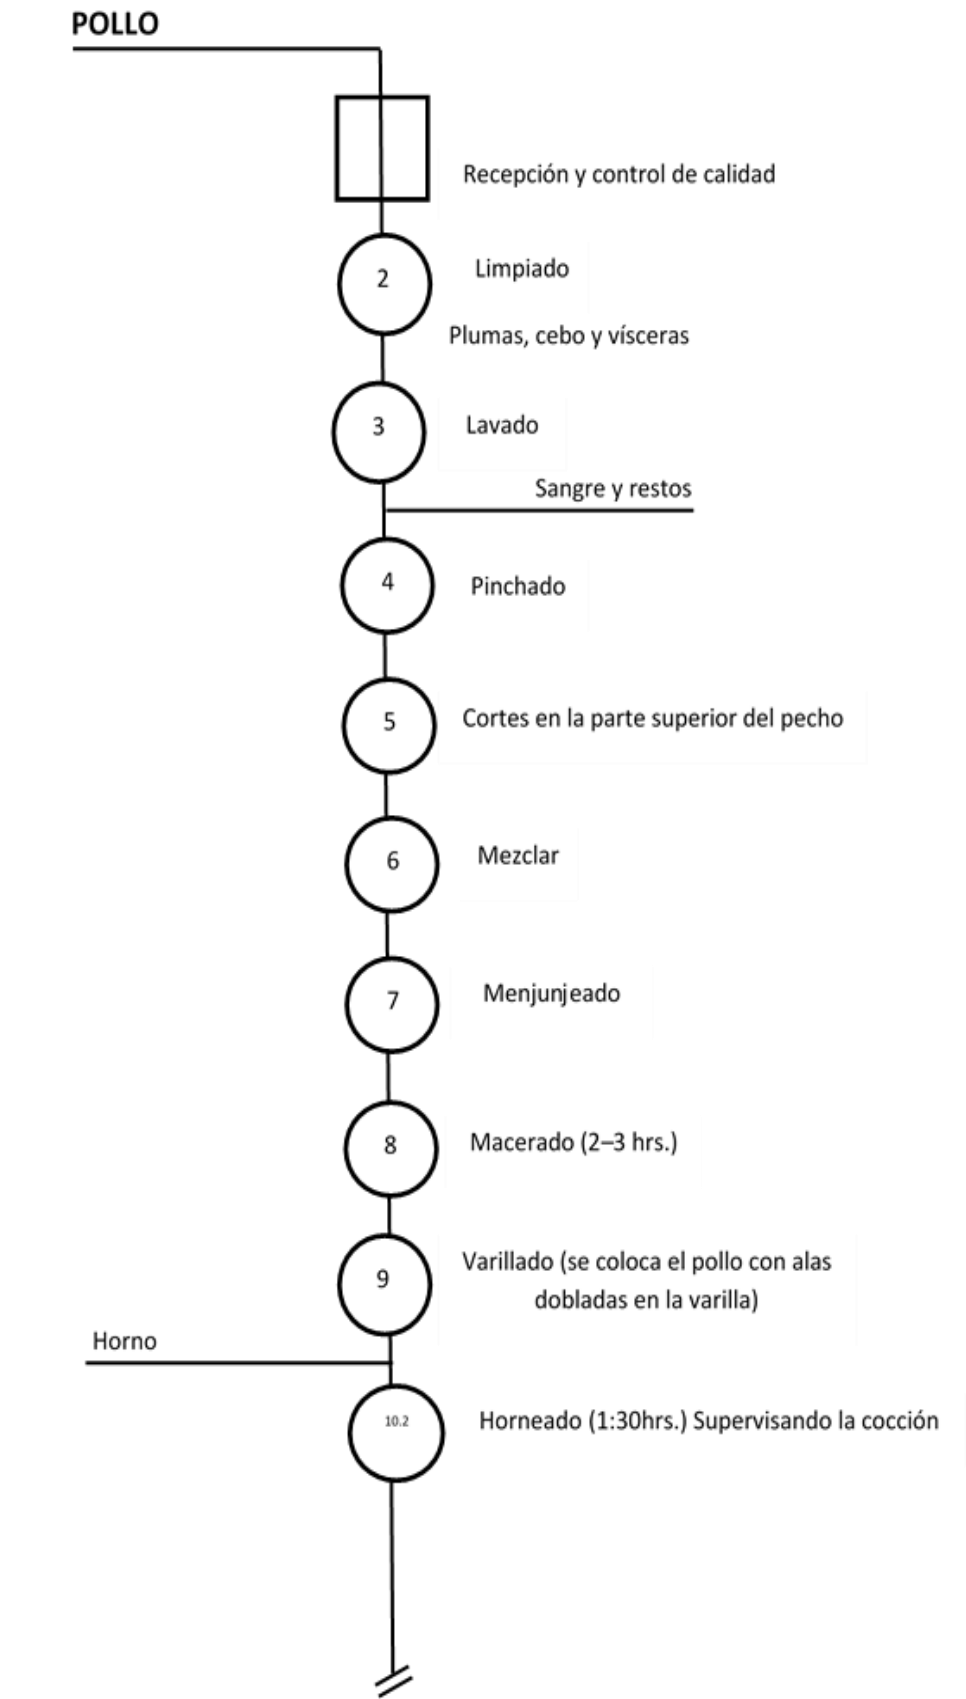 POLLO
Recepción y control de calidad
2
Limpiado
Plumas, cebo y vísceras
3
Lavado
Sangre y restos
4
Pinchado
5
Cortes en la parte superior del pecho
6
Mezclar
7
Menjunjeado
8
Macerado (2–3 hrs.)
9
Varillado (se coloca el pollo con alas
dobladas en la varilla)
Horno
10.2
Horneado (1:30hrs.) Supervisando la cocción